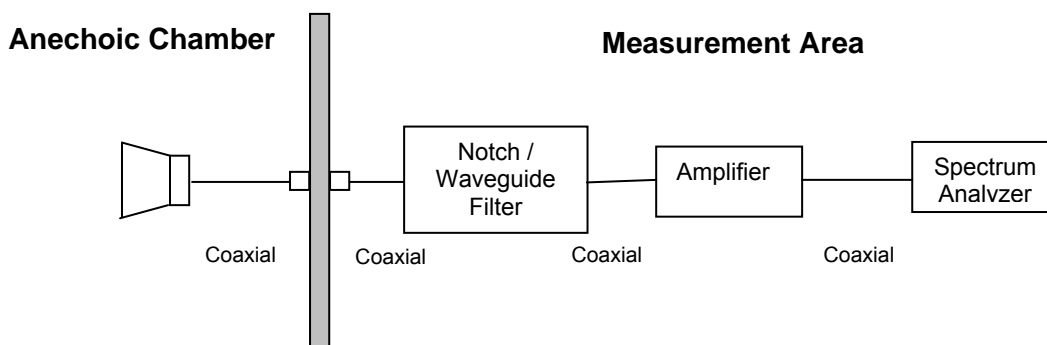 Anechoic Chamber
Measurement Area
Notch /
Waveguide
Filter
Amplifier
Spectrum
Analvzer
Coaxial
Coaxial
Coaxial
Coaxial